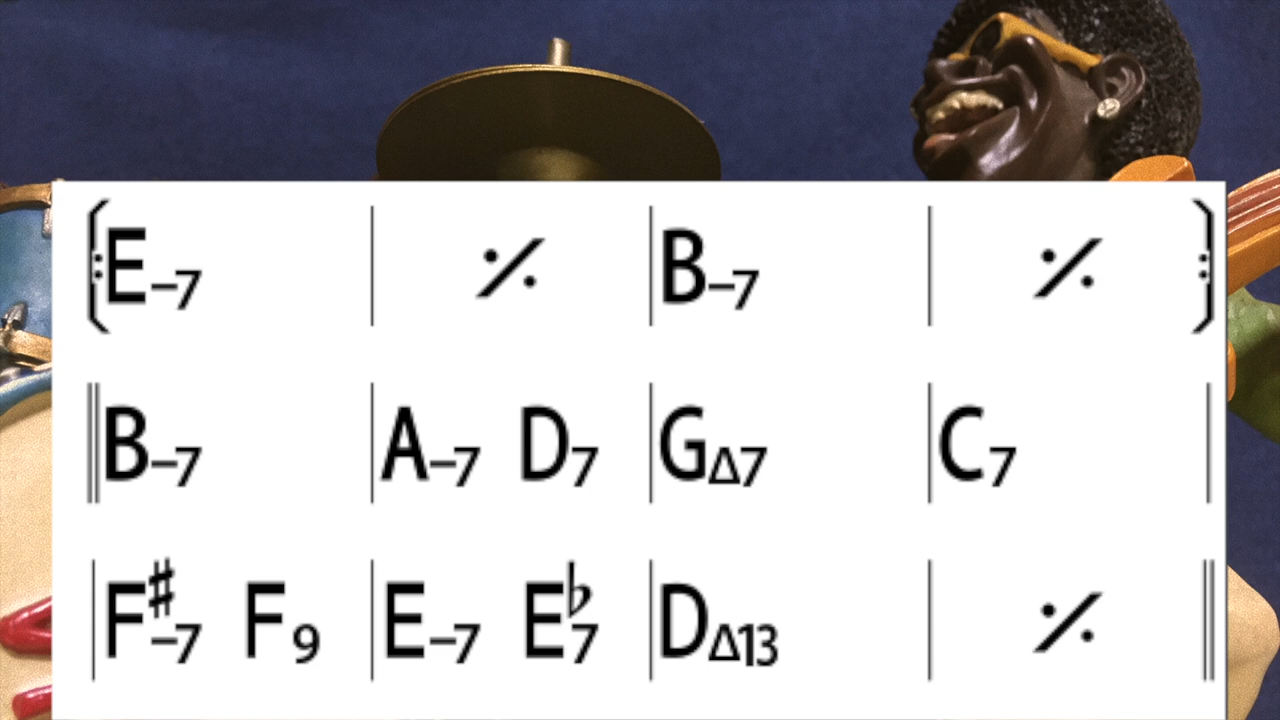 E-7 | 𝄎 | B-7 | 𝄎
B-7 | A-7 D7 | GΔ7 | C7
F♯-7 F9 | E-7 E♭7 | DΔ13 | 𝄎